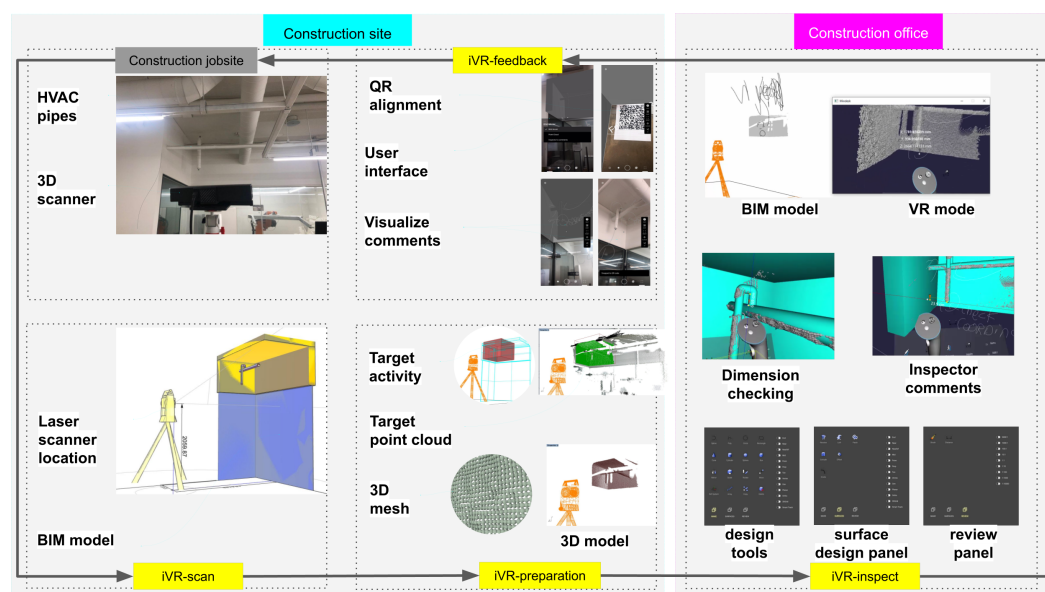 Construction site
Construction office
Construction jobsite
iVR-feedback
HVAC
pipes
3D
scanner
QR
alignment
User
interface
Visualize
comments
BIM model
VR mode
Dimension
checking
Inspector
comments
Laser
scanner
location
2059.67
BIM model
Target
activity
Target
point cloud
3D
mesh
3D model
design
tools
surface
design panel
review
panel
iVR-scan
iVR-preparation
iVR-inspect